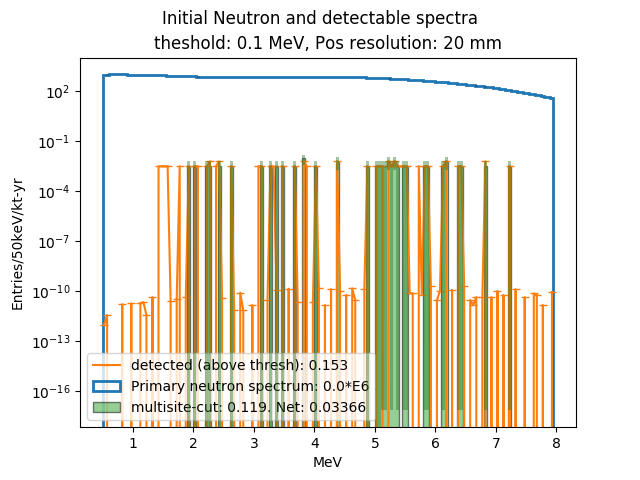 Initial Neutron and detectable spectra
theshold: 0.1 MeV, Pos resolution: 20 mm
Entries/50keV/kt-yr
10²
10⁻¹
10⁻⁴
10⁻⁷
10⁻¹⁰
10⁻¹³
10⁻¹⁶
detected (above thresh): 0.153
Primary neutron spectrum: 0.0*E6
multisite-cut: 0.119. Net: 0.03366
1 2 3 4 5 6 7 8
MeV